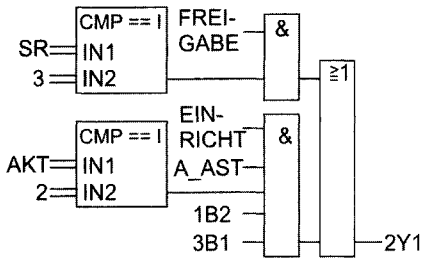 CMP == I
FREI-
GABE
&
SR
IN1
3
IN2
≧1
CMP == I
EIN-
RICHT
&
AKT
IN1
A_AST
2
IN2
1B2
3B1
2Y1